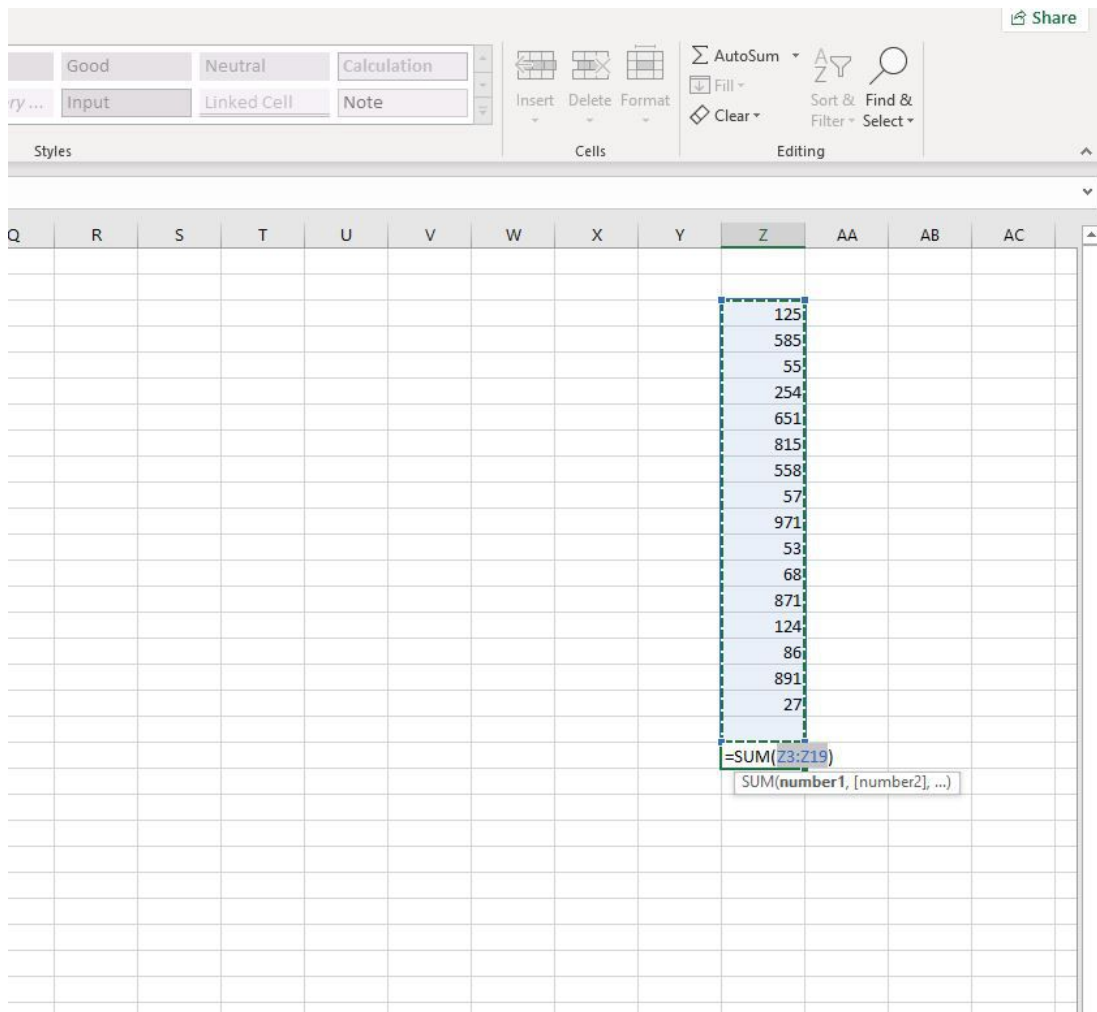 Share
Good Neutral Calculation
ry ... Input Linked Cell Note
Styles
Insert Delete Format
Cells
AutoSum
Fill
Clear
Sort & Filter
Find & Select
Editing
Q R S T U V W X Y Z AA AB AC
125
585
55
254
651
815
558
57
971
53
68
871
124
86
891
27
=SUM(Z3:Z19)
SUM(number1, [number2], ...)